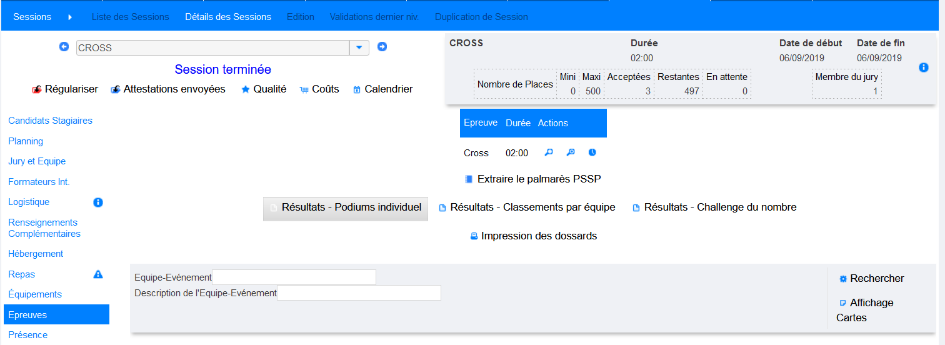 Sessions Liste des Sessions Détails des Sessions Edition Validations dernier niv. Duplication de Session
CROSS
Session terminée
Régulariser Attestations envoyées Qualité Coûts Calendrier
CROSS Durée Date de début Date de fin
02:00 06/09/2019 06/09/2019
Nombre de Places Mini Maxi Acceptées Restantes En attente Membre du jury
0 500 3 497 0 1
Candidats Stagiaires
Planning
Jury et Equipe
Formateurs Int.
Logistique
Renseignements
Complémentaires
Hébergement
Repas
Équipements
Epreuves
Présence
Epreuve Durée Actions
Cross 02:00
Extraire le palmarès PSSP
Résultats - Podiums individuel Résultats - Classements par équipe Résultats - Challenge du nombre
Impression des dossards
Equipe-Evénement
Description de l'Equipe-Evénement
Rechercher
Affichage
Cartes